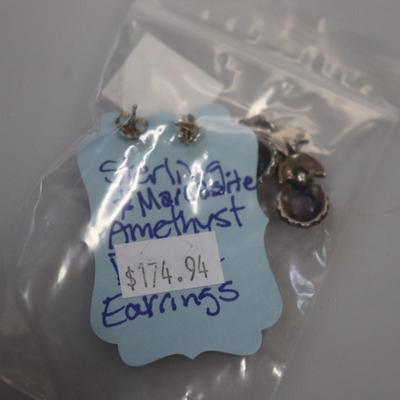 Sterling
+ Marcasite
Amethyst
$174.94
Earrings